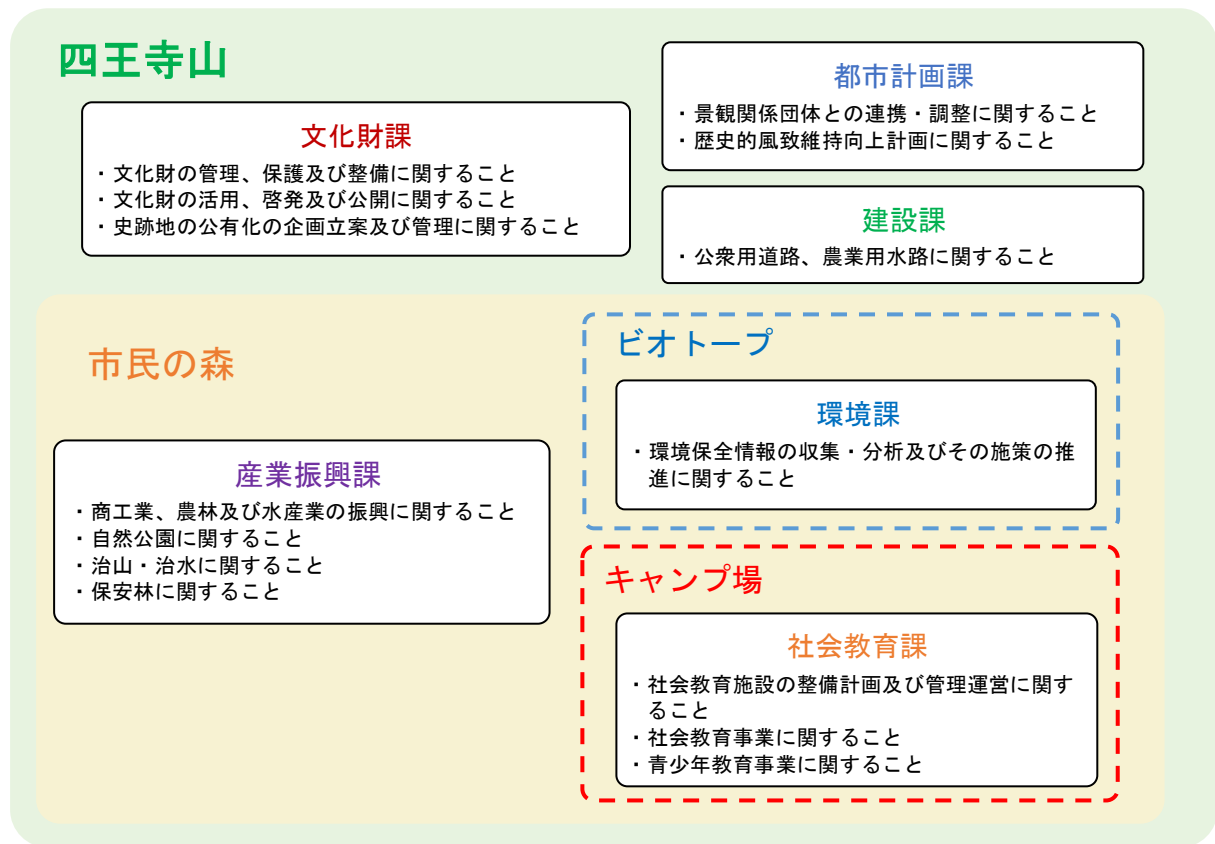 四王寺山
文化財課
・文化財の管理、保護及び整備に関すること
・文化財の活用、啓発及び公開に関すること
・史跡地の公有化の企画立案及び管理に関すること
都市計画課
・景観関係団体との連携・調整に関すること
・歴史的風致維持向上計画に関すること
建設課
・公衆用道路、農業用水路に関すること
市民の森
産業振興課
・商工業、農林及び水産業の振興に関すること
・自然公園に関すること
・治山・治水に関すること
・保安林に関すること
ビオトープ
環境課
・環境保全情報の収集・分析及びその施策の推
進に関すること
キャンプ場
社会教育課
・社会教育施設の整備計画及び管理運営に関す
ること
・社会教育事業に関すること
・青少年教育事業に関すること